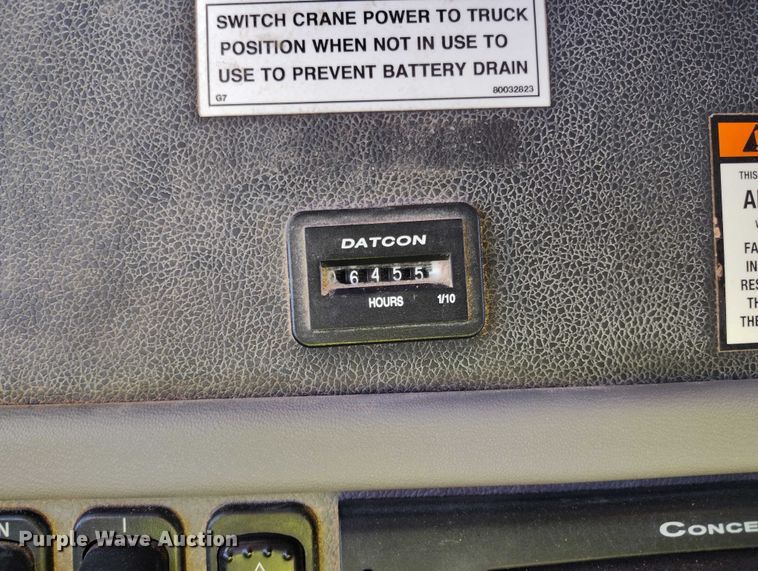 SWITCH CRANE POWER TO TRUCK
POSITION WHEN NOT IN USE TO
USE TO PREVENT BATTERY DRAIN
G7 80032823
THIS
DATCON
6455
HOURS 1/10
FA
IN
RES
TH
THE
N I
Purple Wave Auction
CONCE